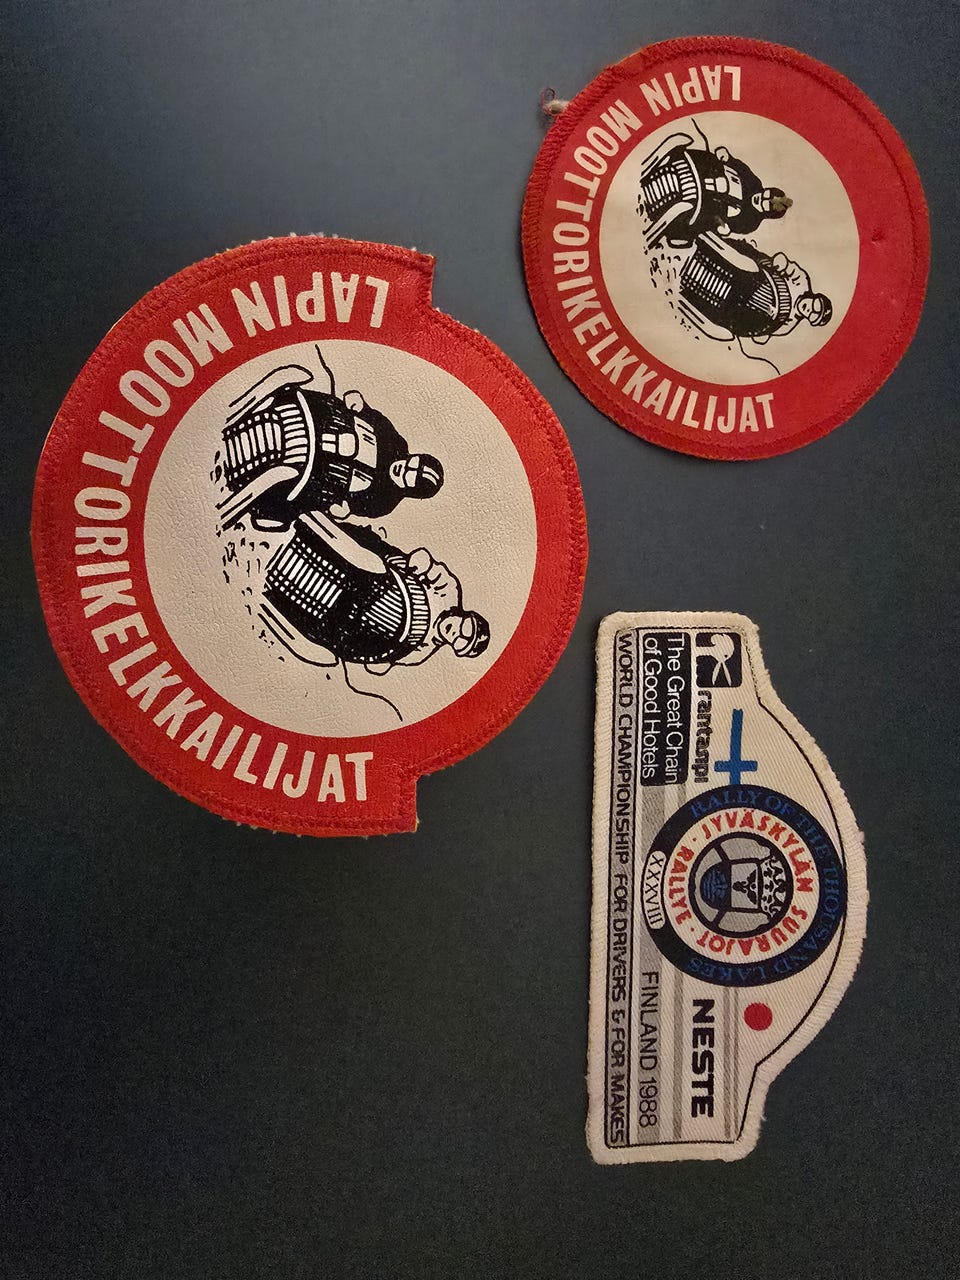 LAPIN MOOTTORIKELKKAILIJAT
LAPIN MOOTTORIKELKKAILIJAT
rantasipi
The Great Chain
of Good Hotels
RALLY OF THE THOUSAND LAKES
JYVÄSKYLÄN SUURAJOT · RALLY ·
XXXVIII
NESTE
FINLAND 1988
WORLD CHAMPIONSHIP FOR DRIVERS & FOR MAKES